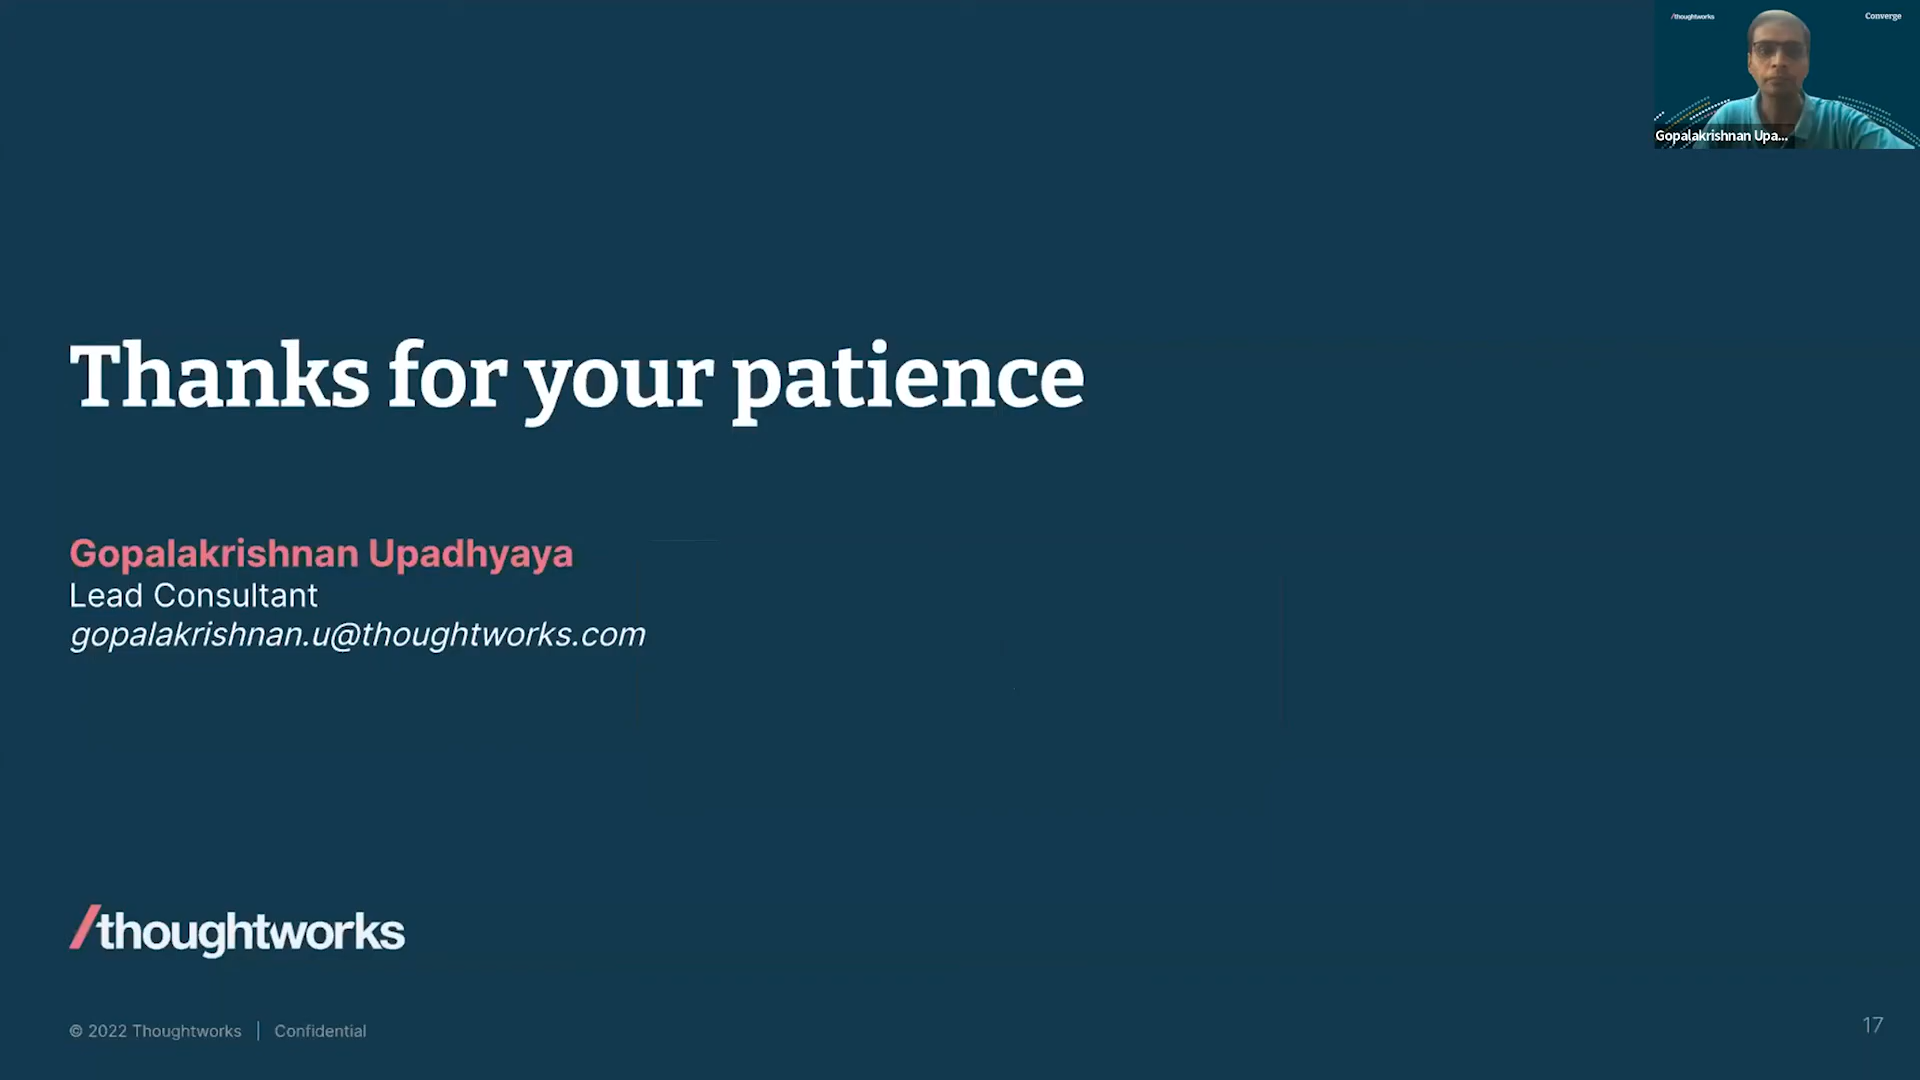 /thoughtworks
Converge
Gopalakrishnan Upa...
Thanks for your patience
Gopalakrishnan Upadhyaya
Lead Consultant
gopalakrishnan.u@thoughtworks.com
/thoughtworks
© 2022 Thoughtworks | Confidential
17